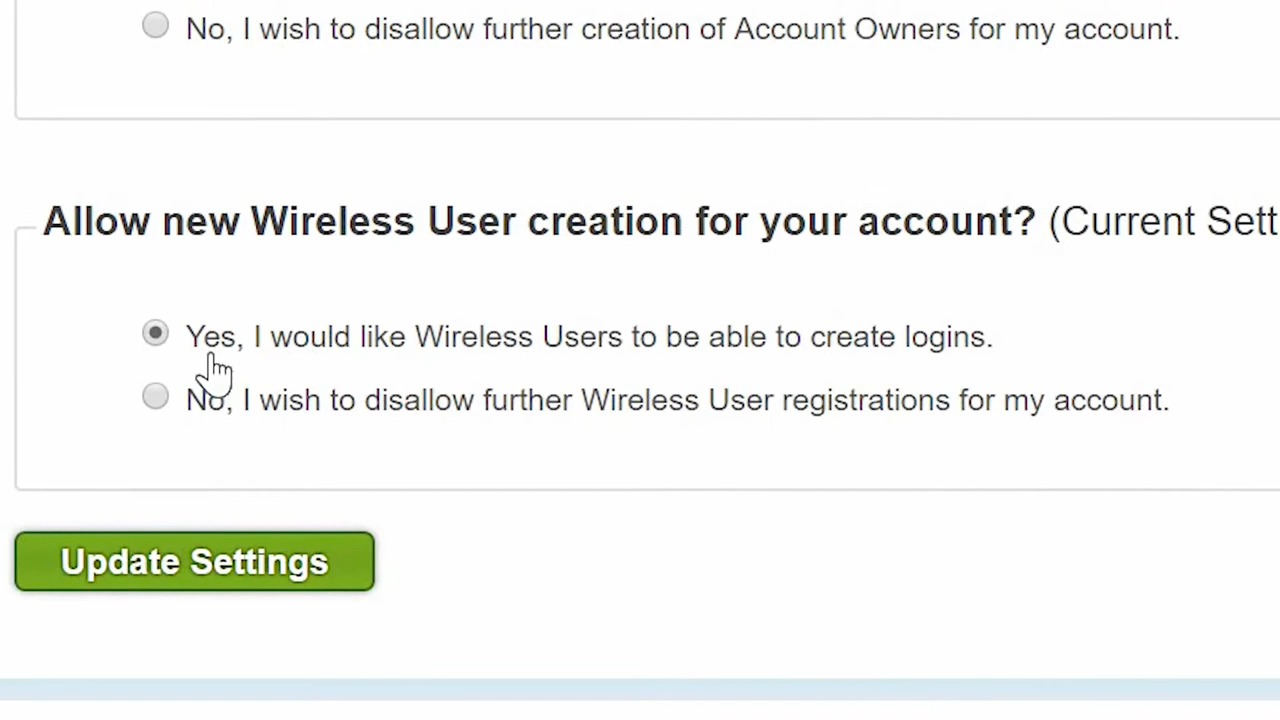 No, I wish to disallow further creation of Account Owners for my account.
Allow new Wireless User creation for your account? (Current
Yes, I would like Wireless Users to be able to create logins.
No, I wish to disallow further Wireless User registrations for my account.
Update Settings